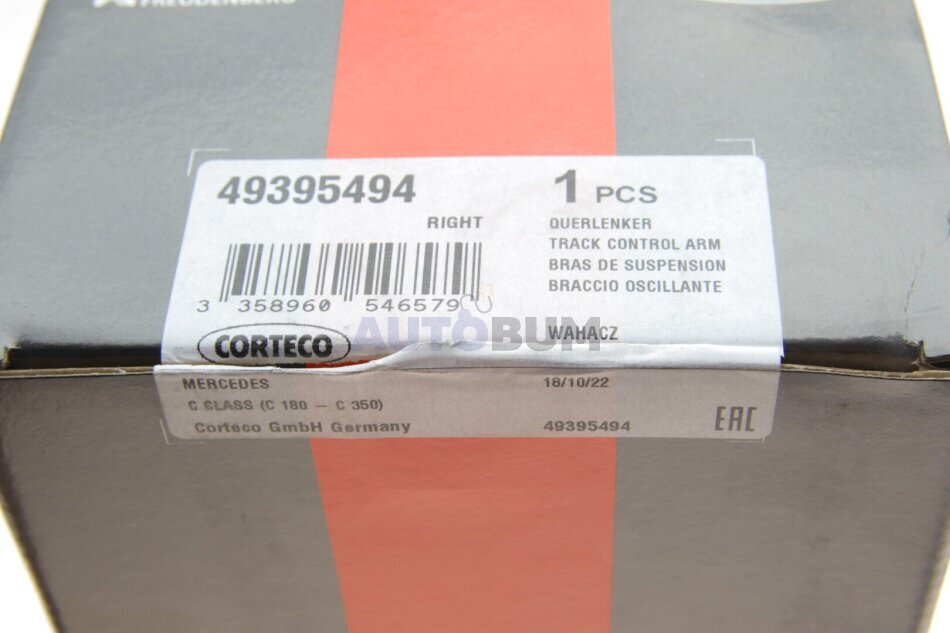 FREUDENBERG
49395494
1 PCS
RIGHT
QUERLENKER
TRACK CONTROL ARM
BRAS DE SUSPENSION
BRACCIO OSCILLANTE
3 358960 546579
AUTOBUM
WAHACZ
CORTECO
MERCEDES
18/10/22
C CLASS (C 180 – C 350)
Corteco GmbH Germany
49395494
EAC